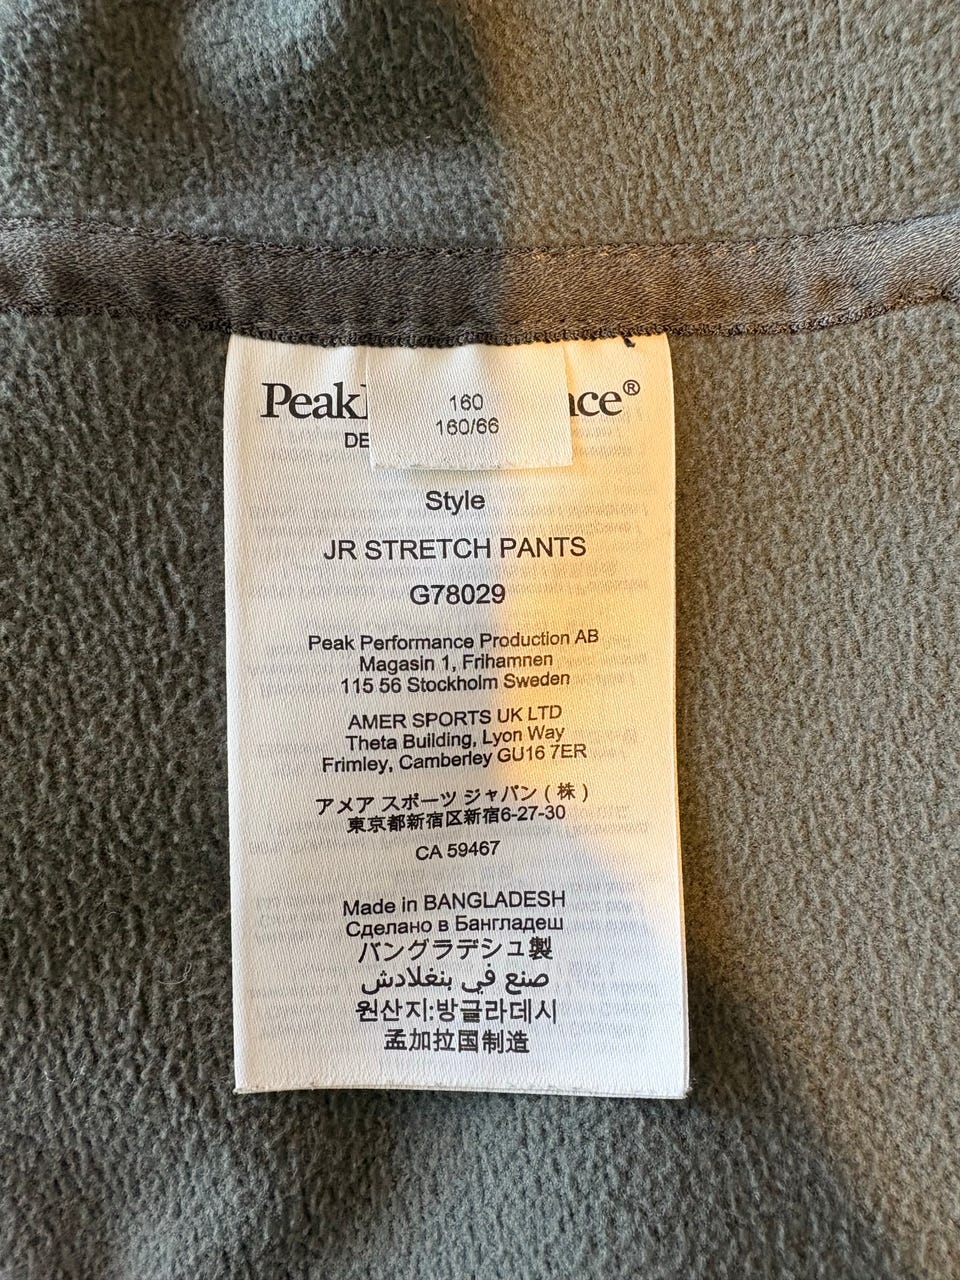 Peak ce®
160
160/66
DE
Style
JR STRETCH PANTS
G78029
Peak Performance Production AB
Magasin 1, Frihamnen
115 56 Stockholm Sweden
AMER SPORTS UK LTD
Theta Building, Lyon Way
Frimley, Camberley GU16 7ER
アメア スポーツ ジャパン ( 株 )
東京都新宿区新宿6-27-30
CA 59467
Made in BANGLADESH
Сделано в Бангладеш
バングラデシュ製
صنع في بنغلادش
원산지:방글라데시
孟加拉国制造